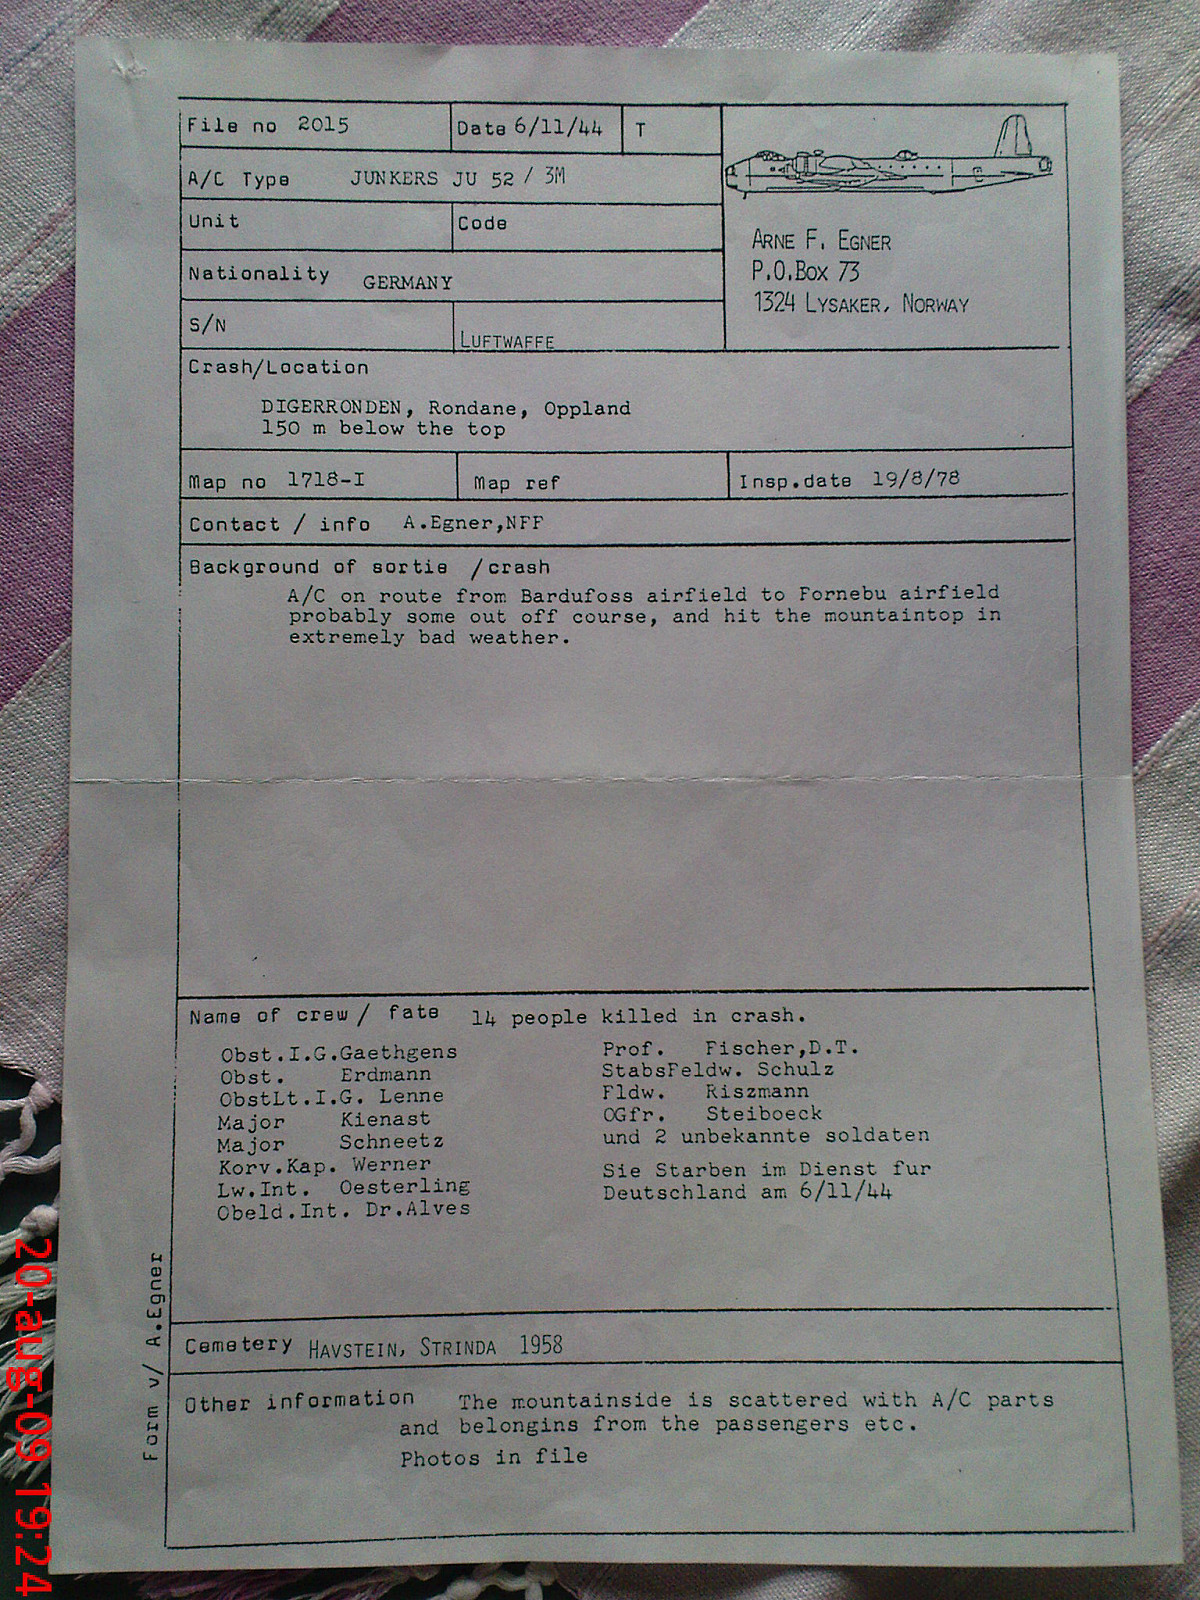 File no 2015
Date 6/11/44
T
A/C Type JUNKERS JU 52 / 3M
Unit
Code
Nationality GERMANY
S/N
LUFTWAFFE
ARNE F. EGNER
P.O.BOX 73
1324 LYSAKER, NORWAY
Crash/Location
DIGERRONDEN, Rondane, Oppland
150 m below the top
Map no 1718-I
Map ref
Insp.date 19/8/78
Contact / info A.Egner,NFF
Background of sortie /crash
A/C on route from Bardufoss airfield to Fornebu airfield
probably some out off course, and hit the mountaintop in
extremely bad weather.
Name of crew / fate 14 people killed in crash.
Obst.I.G.Gaethgens
Obst. Erdmann
ObstLt.I.G. Lenne
Major Kienast
Major Schneetz
Korv.Kap. Werner
Lw.Int. Oesterling
Obeld.Int. Dr.Alves
Prof. Fischer,D.T.
StabsFeldw. Schulz
Fldw. Riszmann
OGfr. Steiboeck
und 2 unbekannte soldaten
Sie Starben im Dienst fur
Deutschland am 6/11/44
Cemetery HAVSTEIN, STRINDA 1958
Other information The mountainside is scattered with A/C parts
and belongins from the passengers etc.
Photos in file
Form v/ A.Egner
20-aug-09 19:24